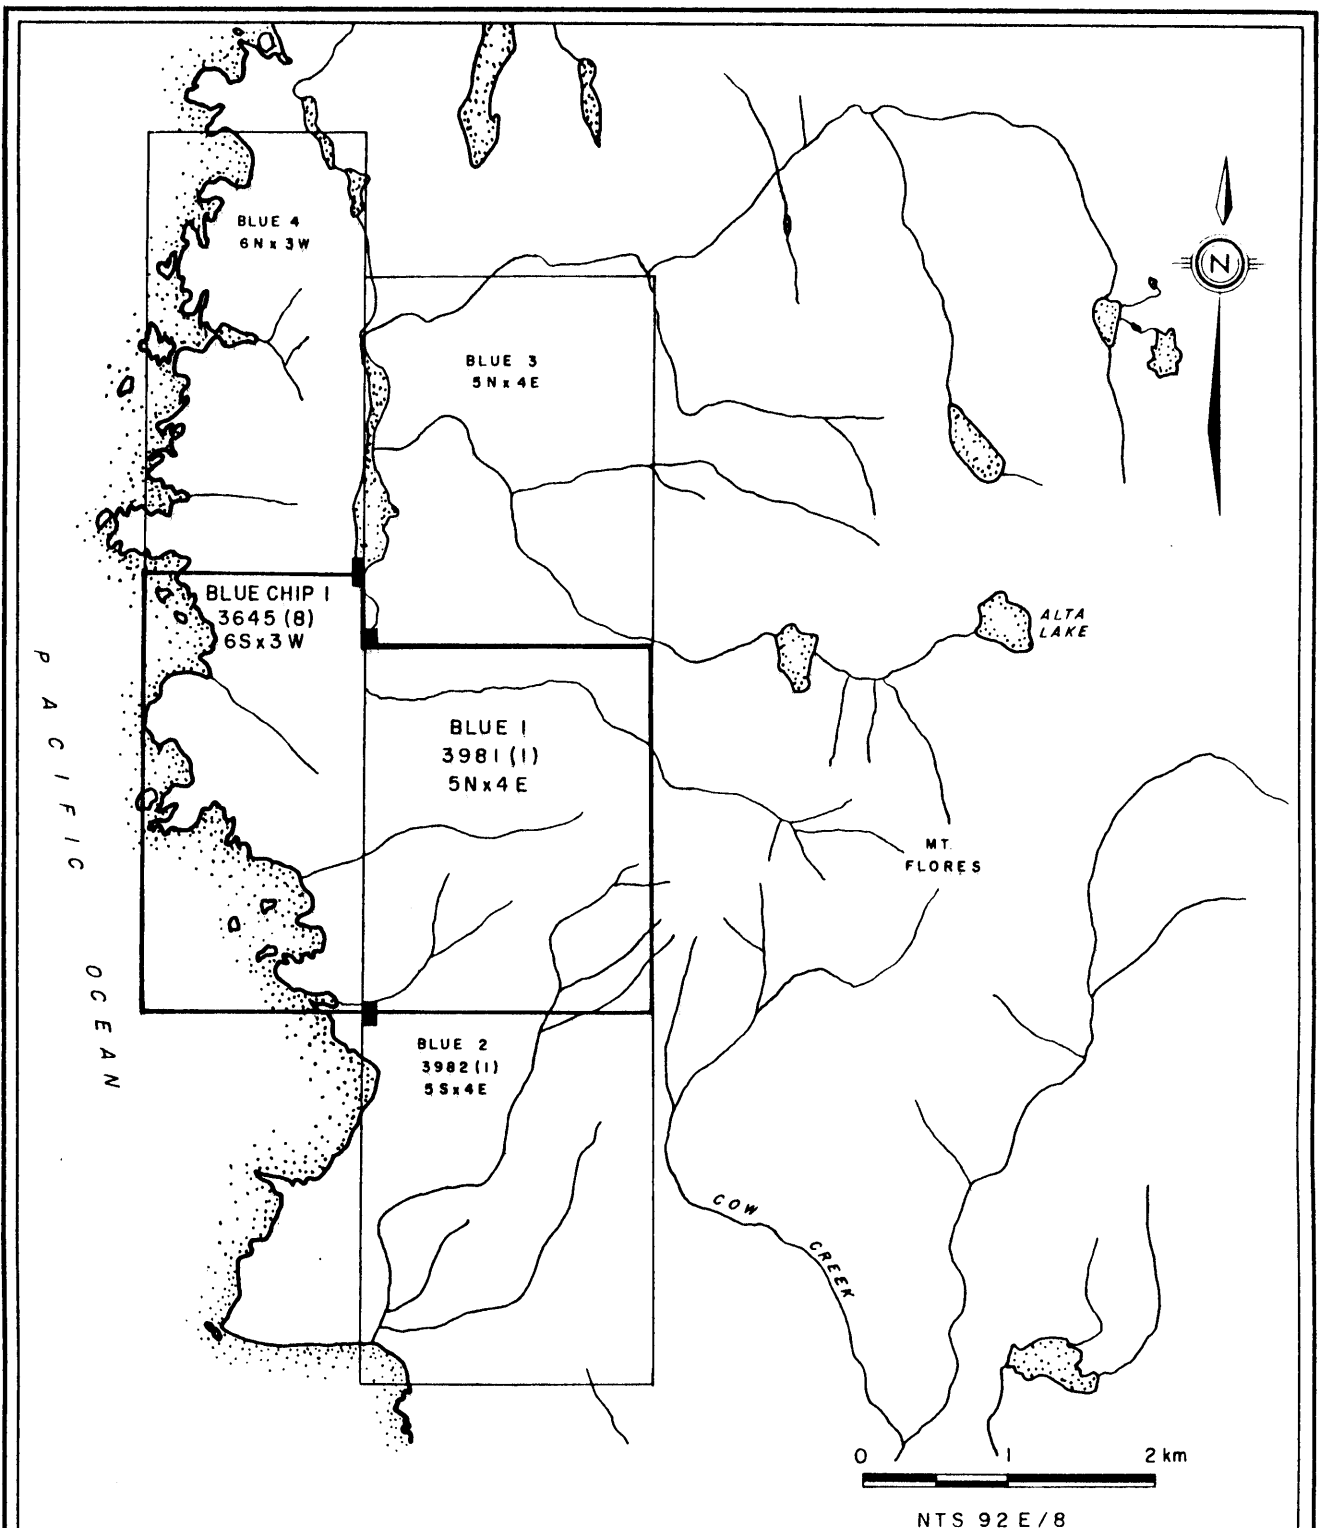 BLUE 4
6N x 3W
N
BLUE 3
5N x 4E
BLUE CHIP 1
3645 (8)
6S x 3W
ALTA
LAKE
PACIFIC
OCEAN
BLUE 1
3981 (1)
5N x 4E
MT.
FLORES
BLUE 2
3982 (1)
5S x 4E
COW
CREEK
0 1 2 km
NTS 92 E/8